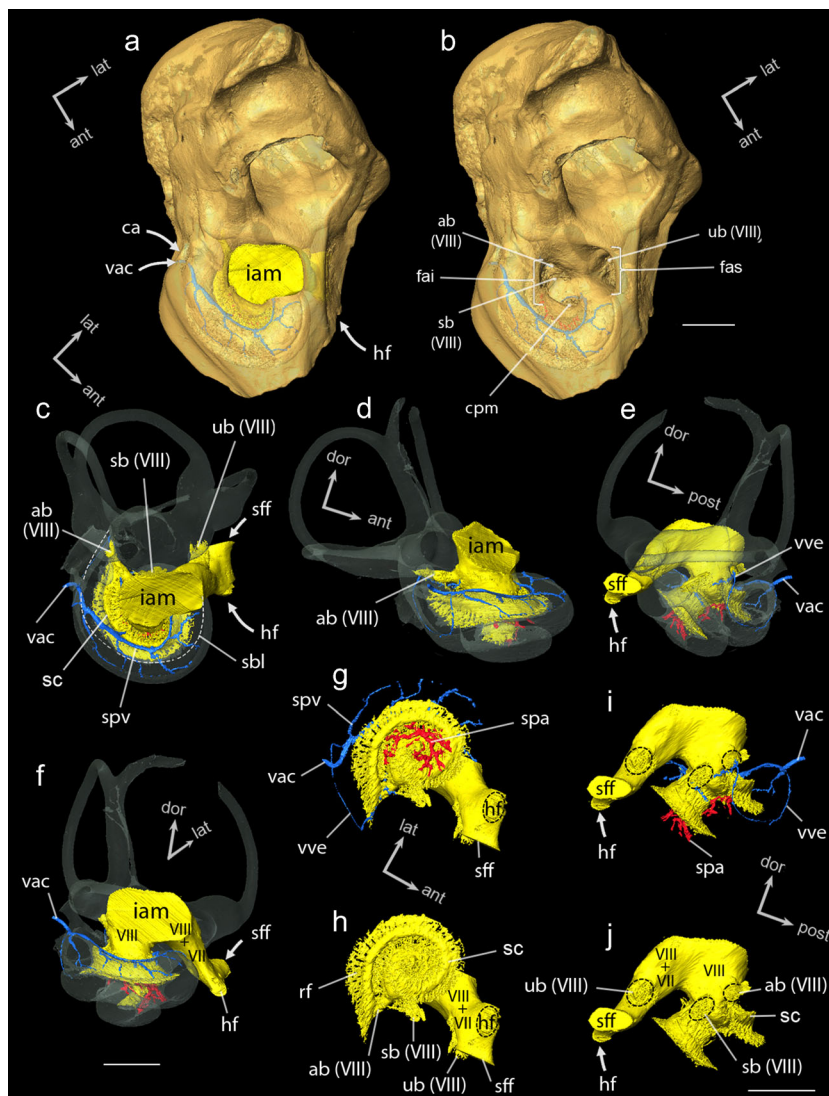 a
b
lat
ant
lat
ant
ca
vac
iam
hf
ab
(VIII)
fai
sb
(VIII)
cpm
ub (VIII)
fas
lat
ant
c
sb (VIII)
ub (VIII)
ab
(VIII)
sff
vac
iam
hf
sc
spv
sbl
d
dor
ant
iam
ab (VIII)
e
dor
post
vve
sff
vac
hf
f
dor
lat
vac
iam
VIII
VIII
+
VII
sff
hf
g
spv
spa
vac
hf
vve
sff
lat
ant
i
vac
sff
hf
vve
spa
dor
post
h
sc
rf
VIII
+
VII
hf
sb (VIII)
ab (VIII)
ub (VIII)
sff
j
VIII
+
VII
VIII
ub (VIII)
ab (VIII)
sff
sc
sb (VIII)
hf